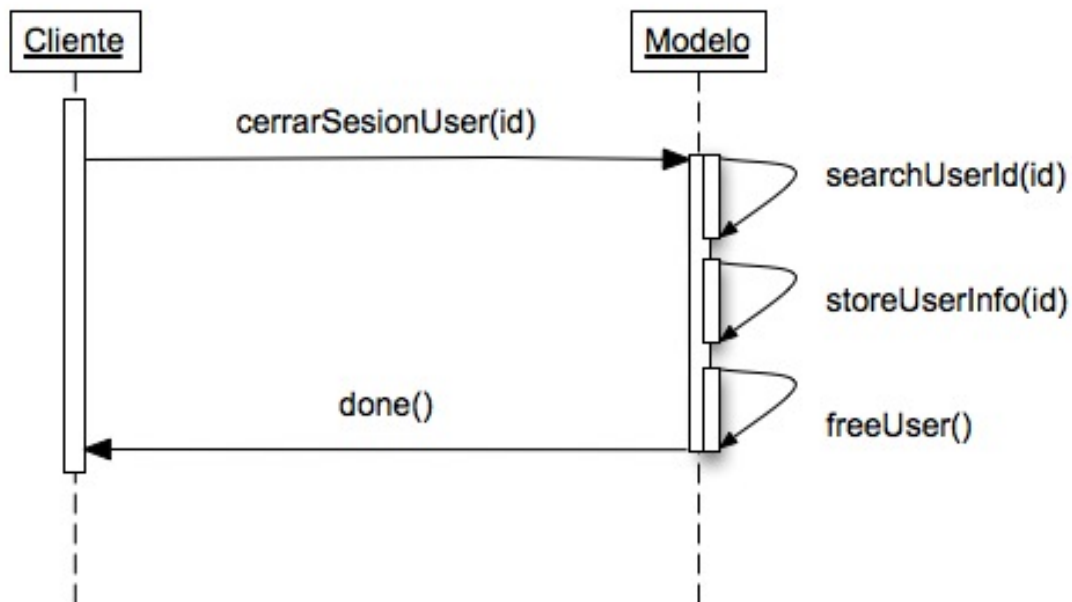 Cliente
Modelo
cerrarSesionUser(id)
searchUserId(id)
storeUserInfo(id)
done()
freeUser()